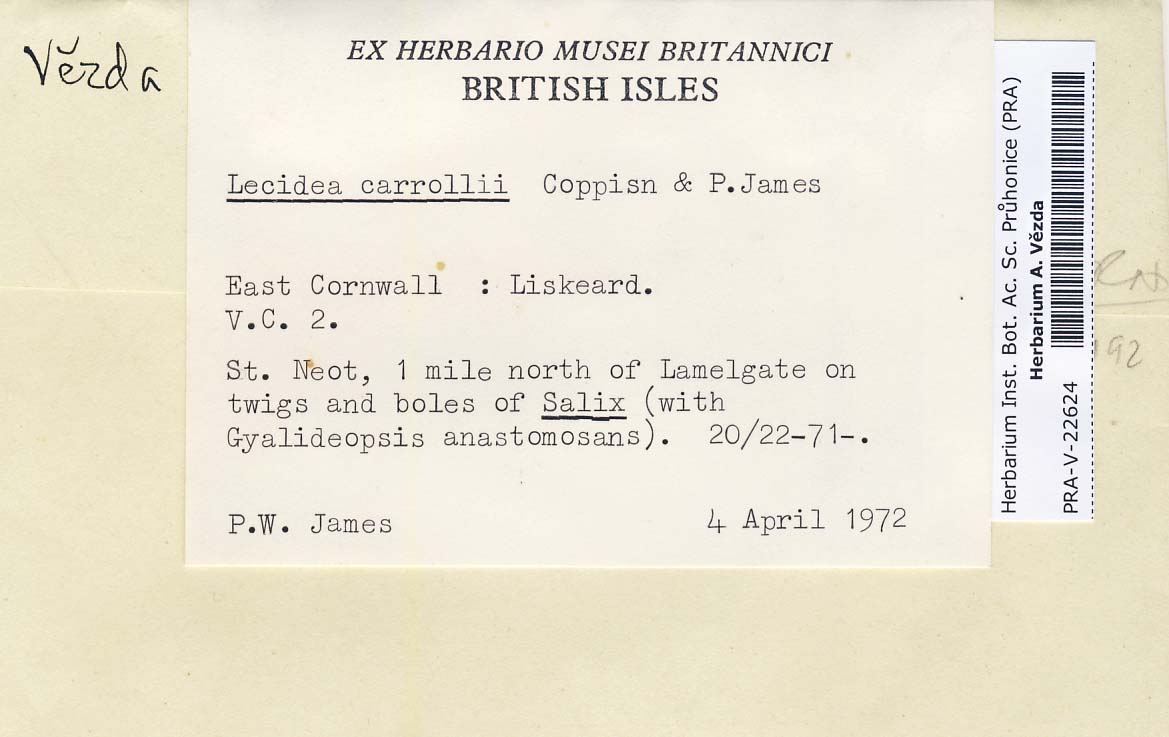 Vězda
EX HERBARIO MUSEI BRITANNICI
BRITISH ISLES
Lecidea carrollii Coppisn & P.James
East Cornwall : Liskeard.
V.C. 2.
St. Neot, 1 mile north of Lamelgate on
twigs and boles of Salix (with
Gyalideopsis anastomosans). 20/22-71-.
P.W. James 4 April 1972
Herbarium Inst. Bot. Ac. Sc. Průhonice (PRA)
Herbarium A. Vězda
PRA-V-22624
192